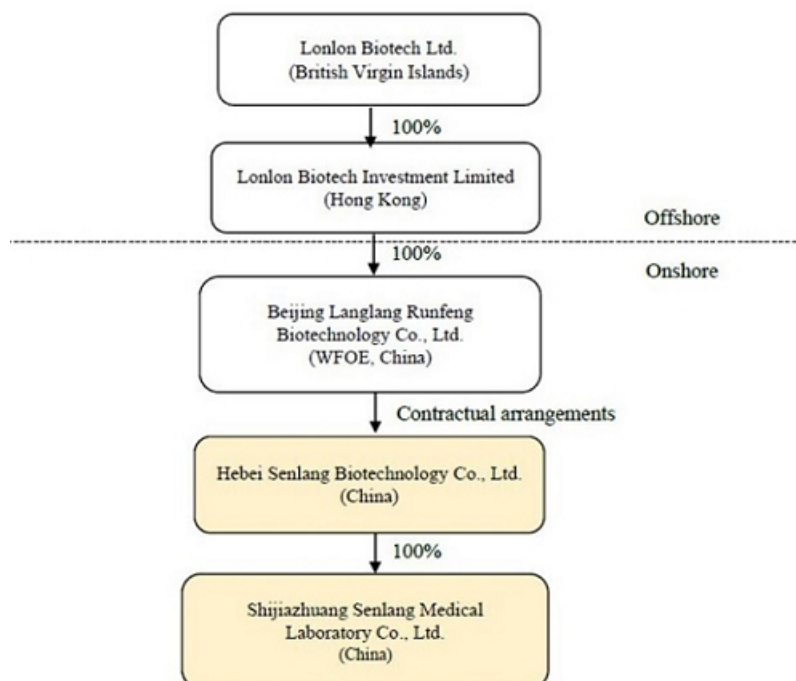 Lonlon Biotech Ltd.
(British Virgin Islands)
100%
Lonlon Biotech Investment Limited
(Hong Kong)
Offshore
100%
Onshore
Beijing Langlang Runfeng
Biotechnology Co., Ltd.
(WFOE, China)
Contractual arrangements
Hebei Senlang Biotechnology Co., Ltd.
(China)
100%
Shijiazhuang Senlang Medical
Laboratory Co., Ltd.
(China)